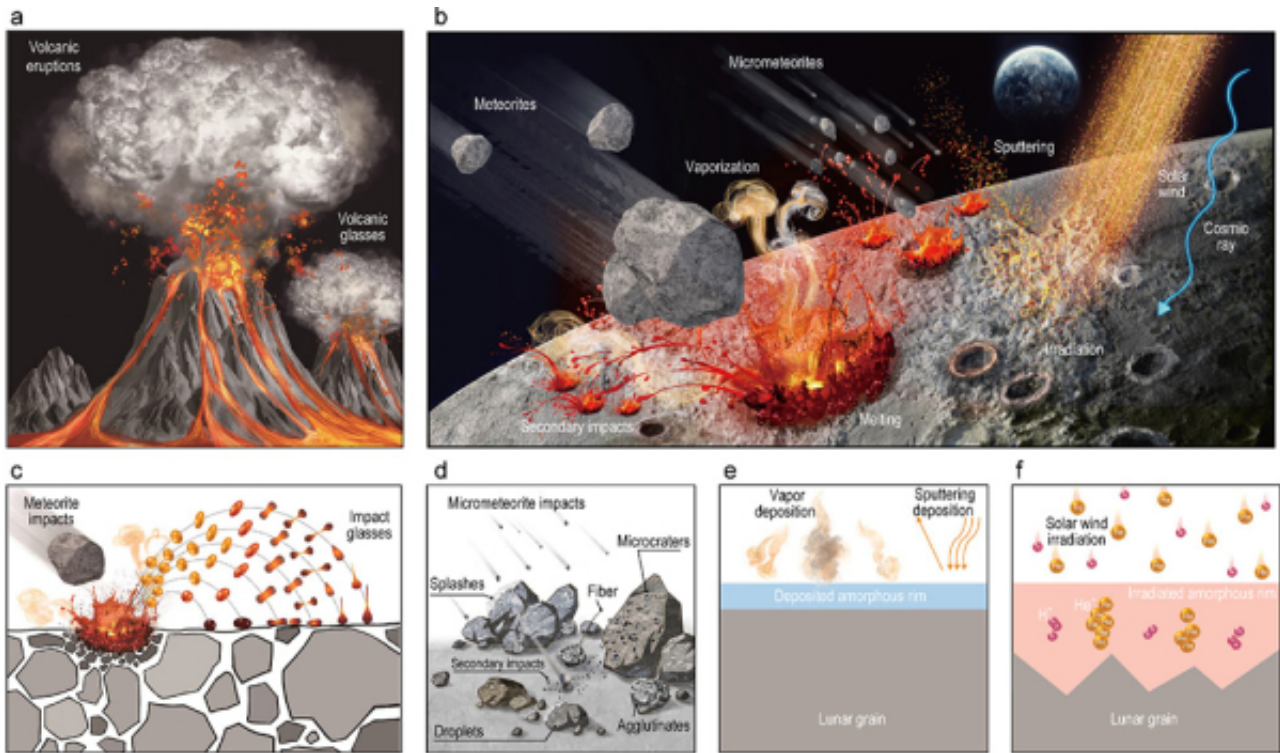 a
Volcanic
eruptions
Volcanic
glasses
b
Meteorites
Micrometeorites
Vaporization
Sputtering
Solar
wind
Cosmic
ray
Irradiation
Secondary impacts
Melting
c
Meteorite
impacts
Impact
glasses
d
Micrometeorite impacts
Microcraters
Splashes
Fiber
Secondary impacts
Droplets
Agglutinates
e
Vapor
deposition
Sputtering
deposition
Deposited amorphous rim
Lunar grain
f
Solar wind
irradiation
Irradiated amorphous rim
Lunar grain